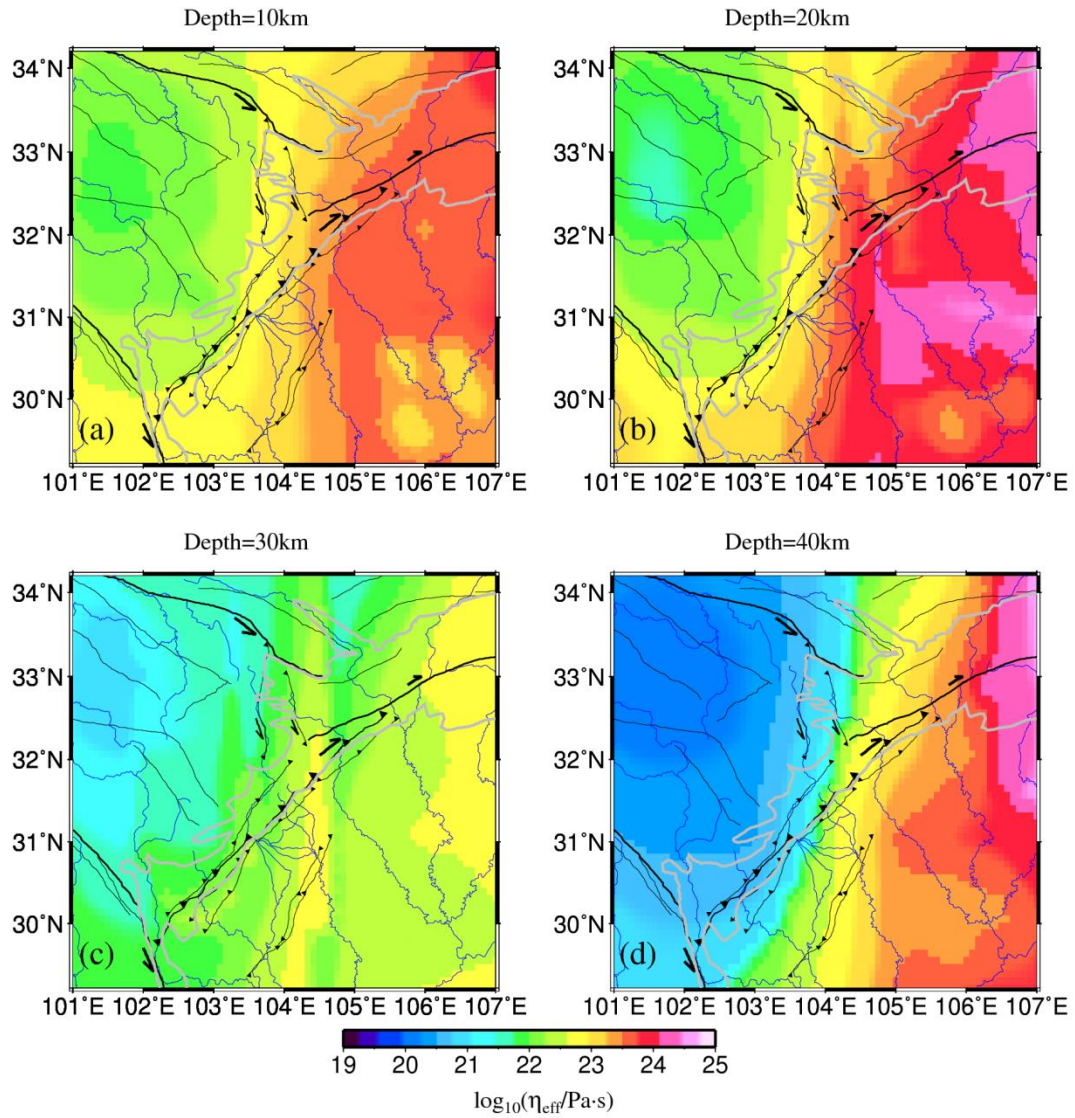 Depth=10km
Depth=20km
34˚N
33˚N
32˚N
31˚N
30˚N
(a)
101˚E 102˚E 103˚E 104˚E 105˚E 106˚E 107˚E
34˚N
33˚N
32˚N
31˚N
30˚N
(b)
101˚E 102˚E 103˚E 104˚E 105˚E 106˚E 107˚E
Depth=30km
Depth=40km
34˚N
33˚N
32˚N
31˚N
30˚N
(c)
101˚E 102˚E 103˚E 104˚E 105˚E 106˚E 107˚E
34˚N
33˚N
32˚N
31˚N
30˚N
(d)
101˚E 102˚E 103˚E 104˚E 105˚E 106˚E 107˚E
19 20 21 22 23 24 25
log₁₀(η_eff/Pa·s)